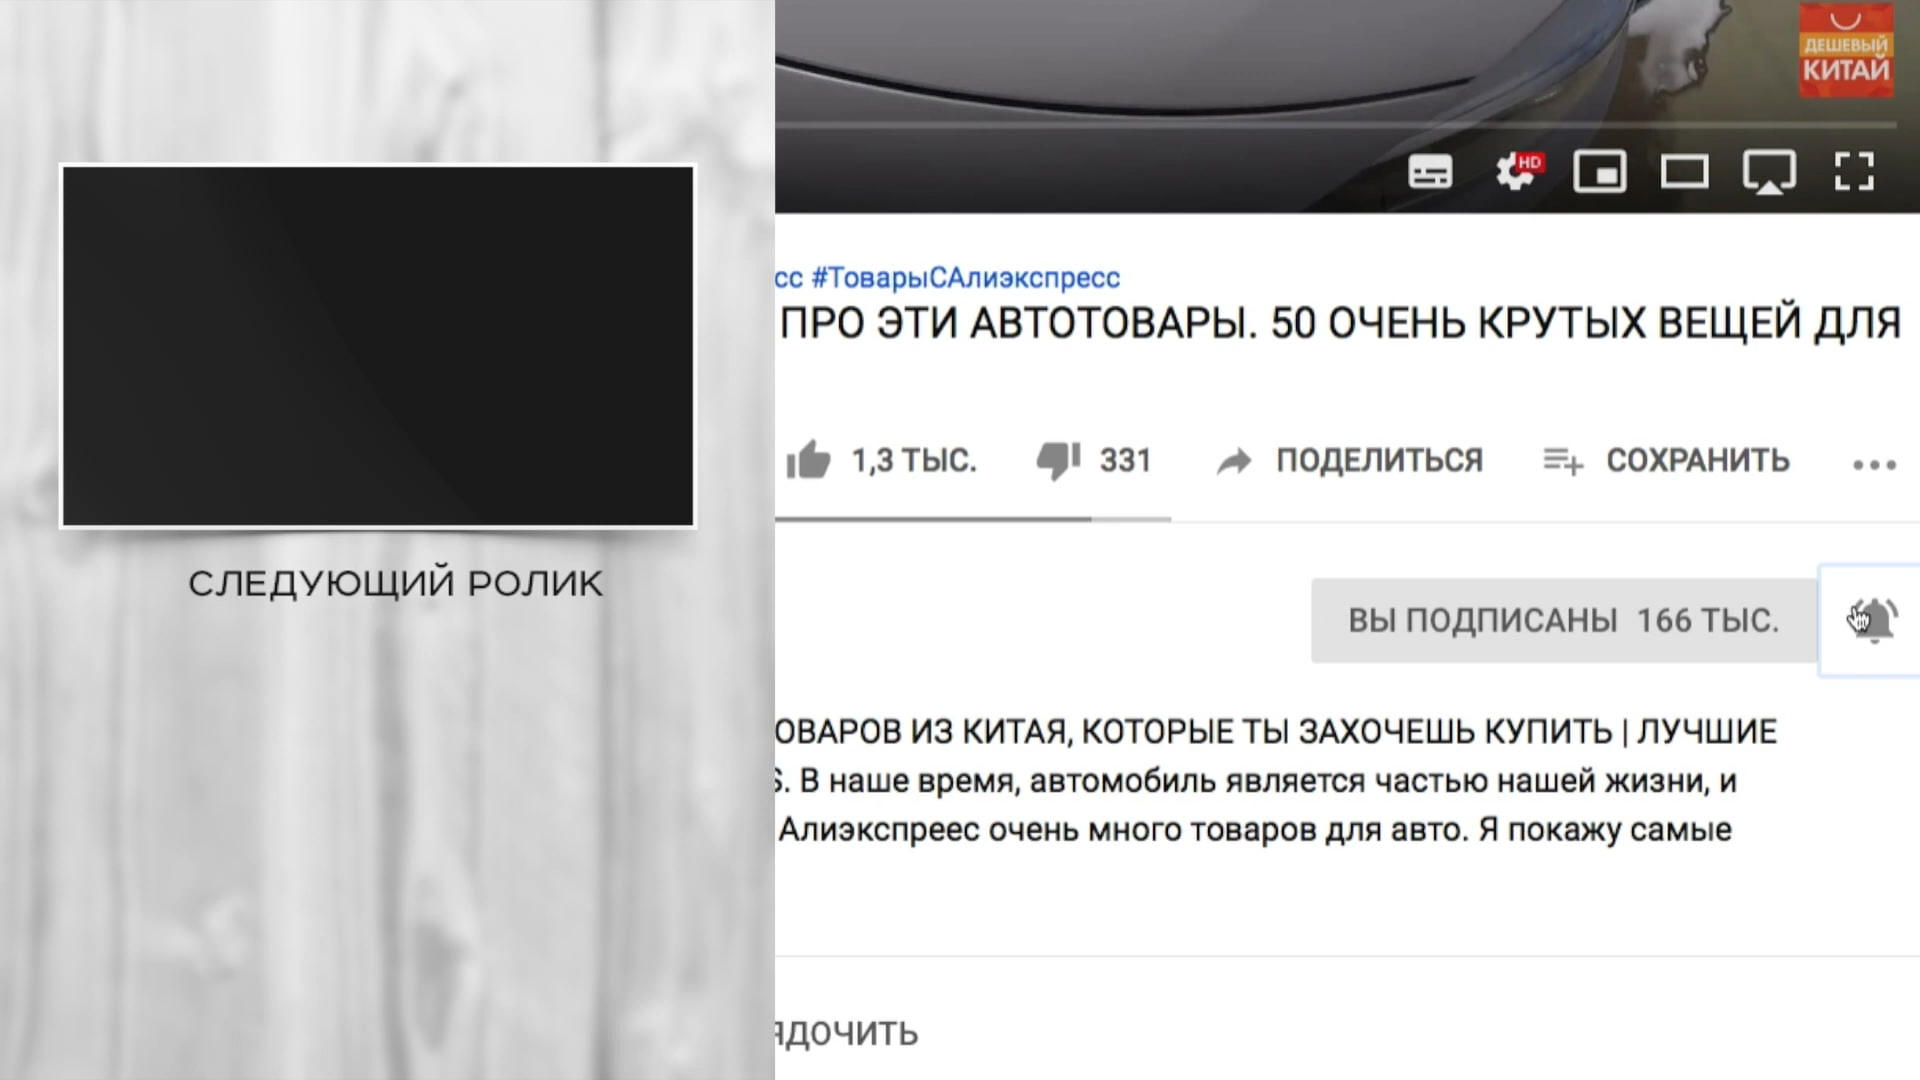 СЛЕДУЮЩИЙ РОЛИК
ДЕШЕВЫЙ
КИТАЙ
HD
#ТоварыСАлиэкспресс
ПРО ЭТИ АВТОТОВАРЫ. 50 ОЧЕНЬ КРУТЫХ ВЕЩЕЙ ДЛЯ
1,3 ТЫС. 331 ПОДЕЛИТЬСЯ СОХРАНИТЬ
ВЫ ПОДПИСАНЫ 166 ТЫС.
ОВАРОВ ИЗ КИТАЯ, КОТОРЫЕ ТЫ ЗАХОЧЕШЬ КУПИТЬ | ЛУЧШИЕ
S. В наше время, автомобиль является частью нашей жизни, и
Алиэкспреес очень много товаров для авто. Я покажу самые
ЯДОЧИТЬ